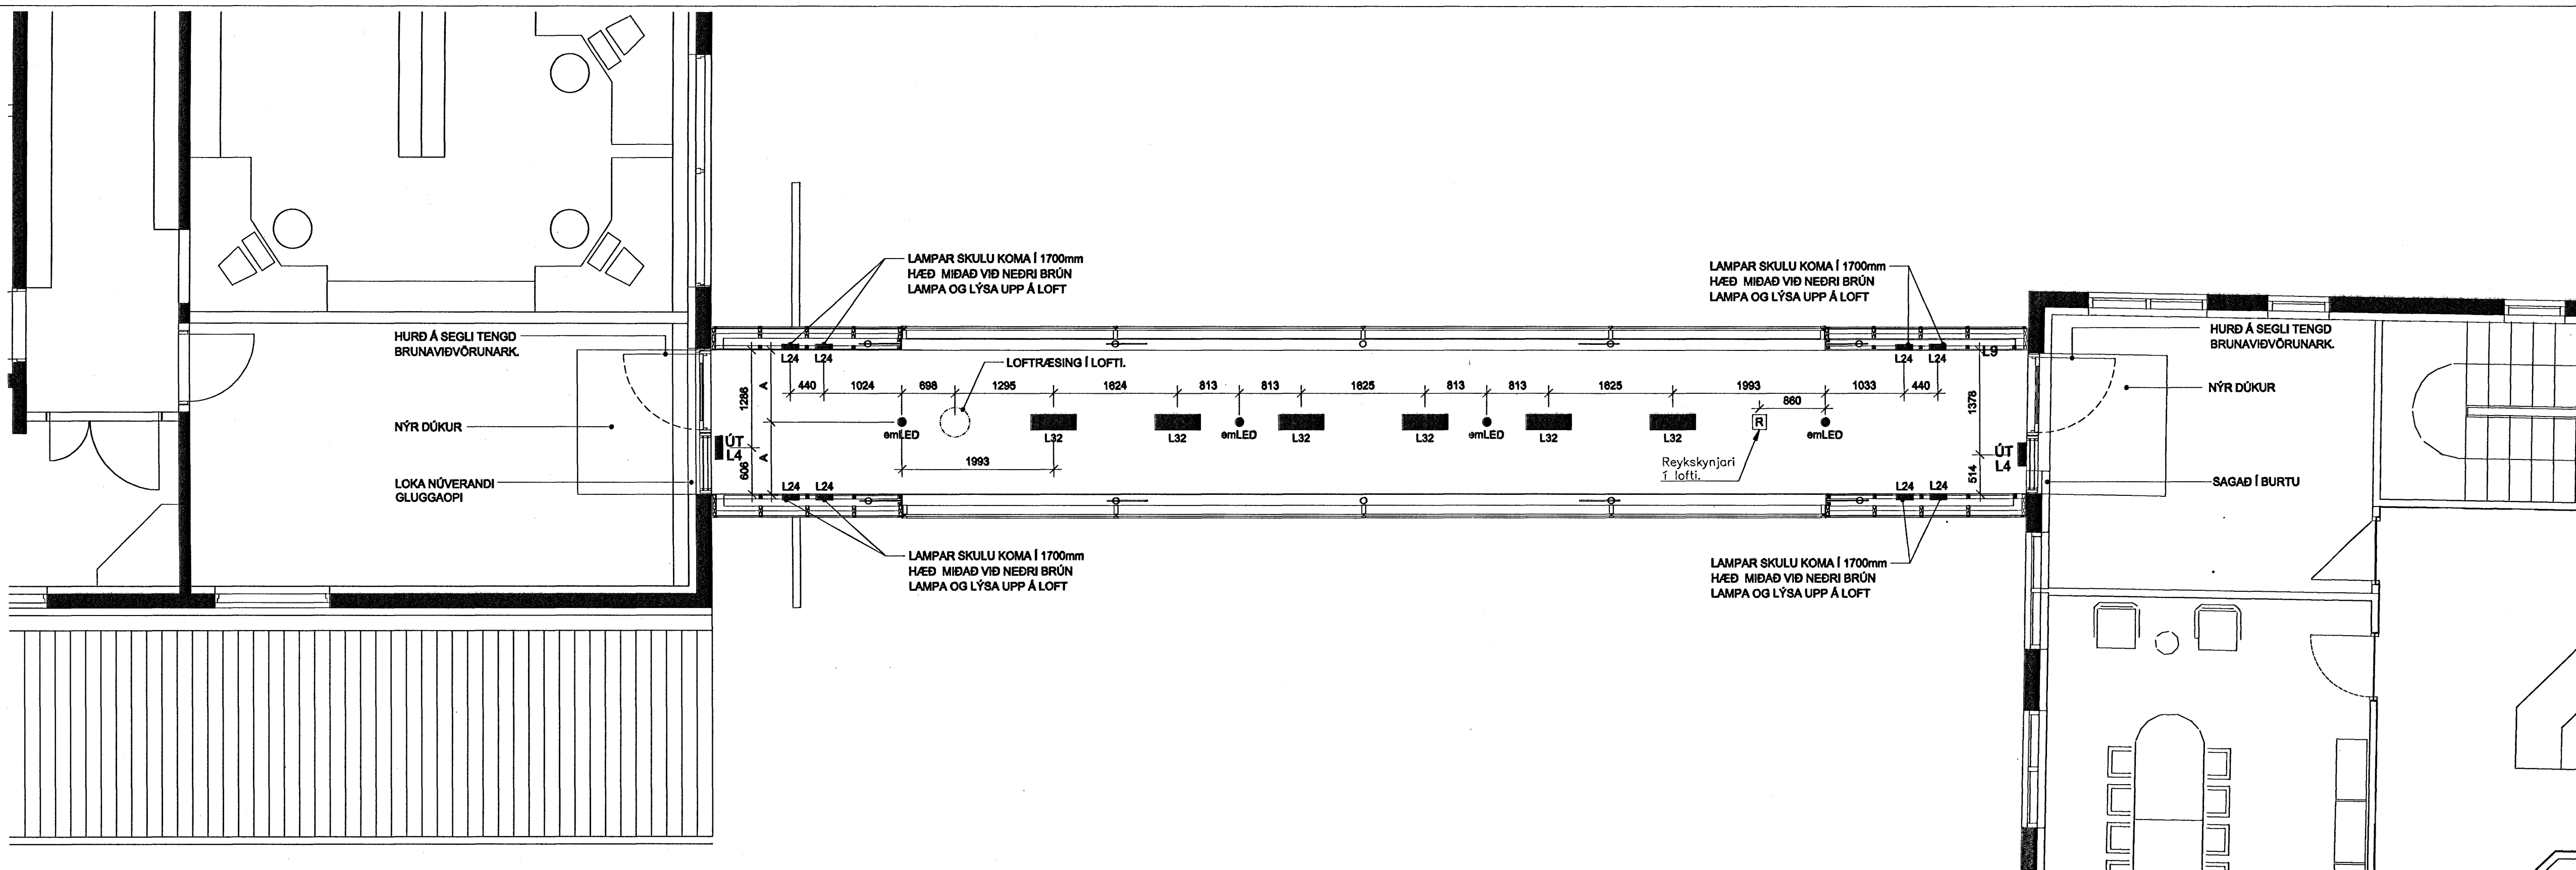 LAMPAR SKULU KOMA Í 1700mm
HÆÐ MIÐAÐ VIÐ NEÐRI BRÚN
LAMPA OG LÝSA UPP Á LOFT
LAMPAR SKULU KOMA Í 1700mm
HÆÐ MIÐAÐ VIÐ NEÐRI BRÚN
LAMPA OG LÝSA UPP Á LOFT
HURÐ Á SEGLI TENGD
BRUNAVIÐVÖRUNARK.
HURÐ Á SEGLI TENGD
BRUNAVIÐVÖRUNARK.
L24 L24
LOFTRÆSING Í LOFTI.
L24 L24
L9
440 1024 698 1295 1624 813 813 1625 813 813 1625 1993 1033 440
860
1286
A
1378
NÝR DÚKUR
NÝR DÚKUR
emLED L32 L32 emLED L32 L32 emLED L32 L32 R emLED
ÚT
L4
606
A
1993
Reykskynjari
í lofti.
ÚT
L4
514
LOKA NÚVERANDI
GLUGGAOPI
SAGAÐ Í BURTU
L24 L24
L24 L24
LAMPAR SKULU KOMA Í 1700mm
HÆÐ MIÐAÐ VIÐ NEÐRI BRÚN
LAMPA OG LÝSA UPP Á LOFT
LAMPAR SKULU KOMA Í 1700mm
HÆÐ MIÐAÐ VIÐ NEÐRI BRÚN
LAMPA OG LÝSA UPP Á LOFT